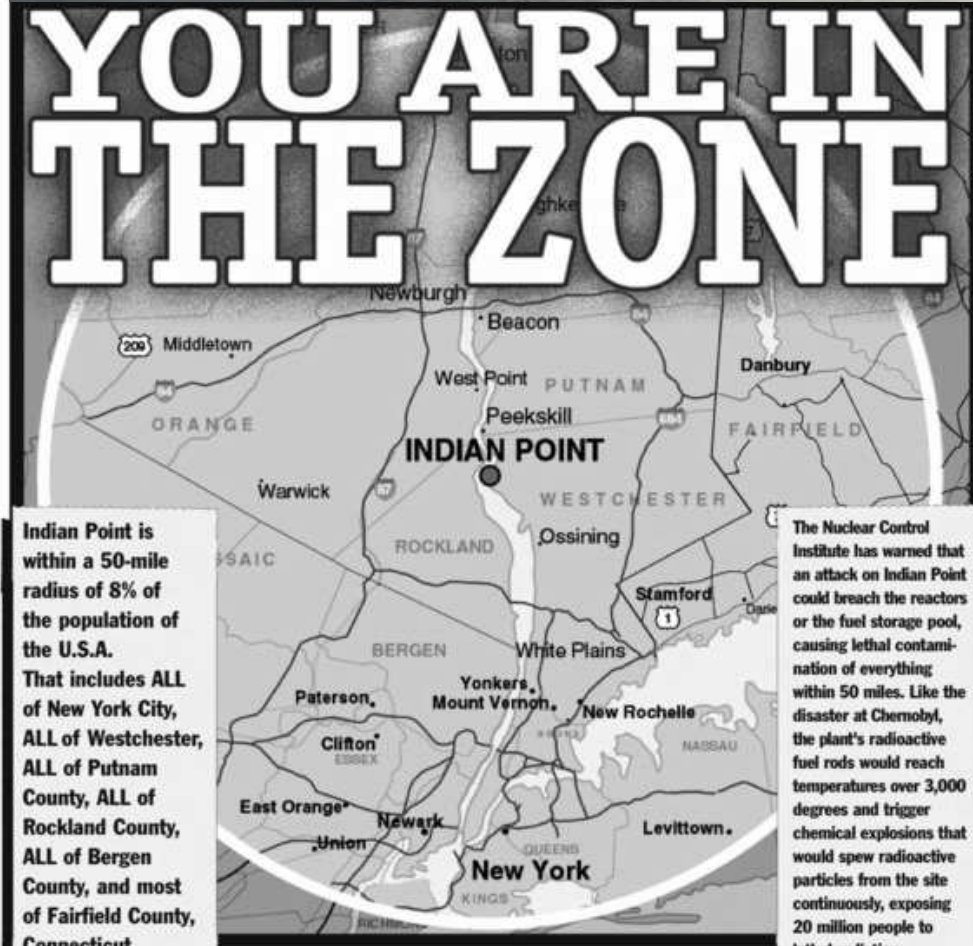 YOU ARE IN
THE ZONE
Newburgh
Beacon
209
Middletown
Danbury
West Point
PUTNAM
Peekskill
ORANGE
FAIRFIELD
INDIAN POINT
Warwick
WESTCHESTER
Ossining
ROCKLAND
Stamford
1
BERGEN
White Plains
Yonkers
Paterson
Mount Vernon
New Rochelle
Clifton
ESSEX
NASSAU
East Orange
Newark
Levittown
Union
QUEENS
New York
KINGS
Indian Point is
within a 50-mile
radius of 8% of
the population of
the U.S.A.
That includes ALL
of New York City,
ALL of Westchester,
ALL of Putnam
County, ALL of
Rockland County,
ALL of Bergen
County, and most
of Fairfield County,
Connecticut
The Nuclear Control
Institute has warned that
an attack on Indian Point
could breach the reactors
or the fuel storage pool,
causing lethal contami-
nation of everything
within 50 miles. Like the
disaster at Chernobyl,
the plant's radioactive
fuel rods would reach
temperatures over 3,000
degrees and trigger
chemical explosions that
would spew radioactive
particles from the site
continuously, exposing
20 million people to